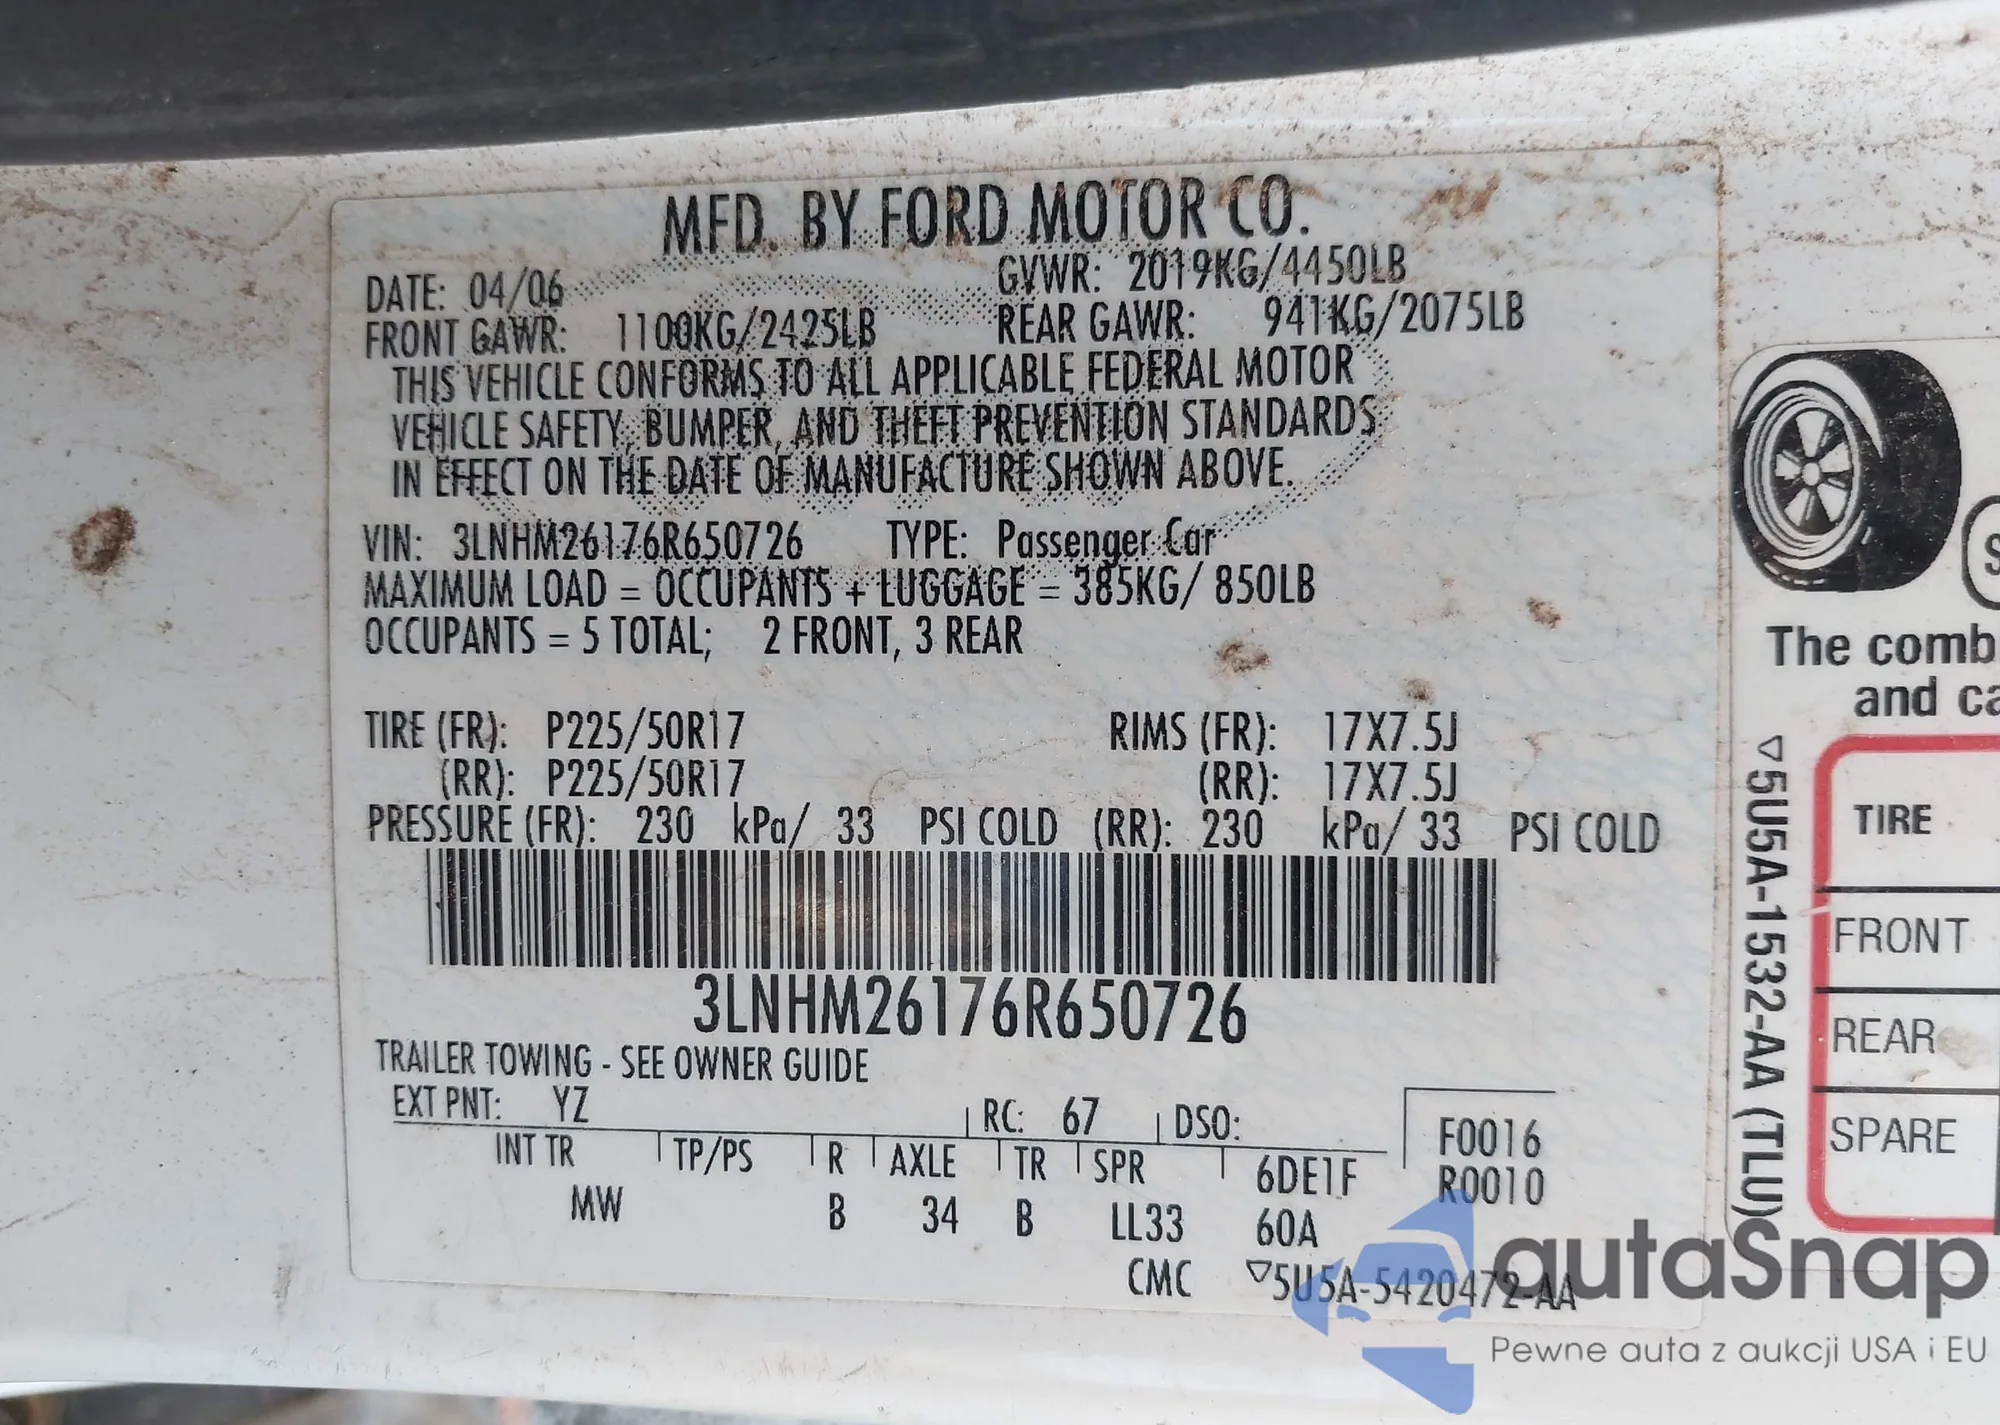 MFD. BY FORD MOTOR CO.
DATE: 04/06 GVWR: 2019KG/4450LB
FRONT GAWR: 1100KG/2425LB REAR GAWR: 941KG/2075LB
THIS VEHICLE CONFORMS TO ALL APPLICABLE FEDERAL MOTOR
VEHICLE SAFETY, BUMPER, AND THEFT PREVENTION STANDARDS
IN EFFECT ON THE DATE OF MANUFACTURE SHOWN ABOVE.
VIN: 3LNHM26176R650726 TYPE: Passenger Car
MAXIMUM LOAD = OCCUPANTS + LUGGAGE = 385KG/ 850LB
OCCUPANTS = 5 TOTAL; 2 FRONT, 3 REAR
TIRE (FR): P225/50R17 RIMS (FR): 17X7.5J
(RR): P225/50R17 (RR): 17X7.5J
PRESSURE (FR): 230 kPa/ 33 PSI COLD (RR): 230 kPa/ 33 PSI COLD
3LNHM26176R650726
TRAILER TOWING - SEE OWNER GUIDE
EXT PNT: YZ RC: 67 DSO:
INT TR TP/PS R AXLE TR SPR 6DE1F
MW B 34 B LL33 60A
CMC ▽5U5A-5420472-AA
F0016
R0010
S
The comb
and ca
▽5U5A-1532-AA (TLU)
TIRE
FRONT
REAR
SPARE
autaSnap
Pewne auta z aukcji USA i EU